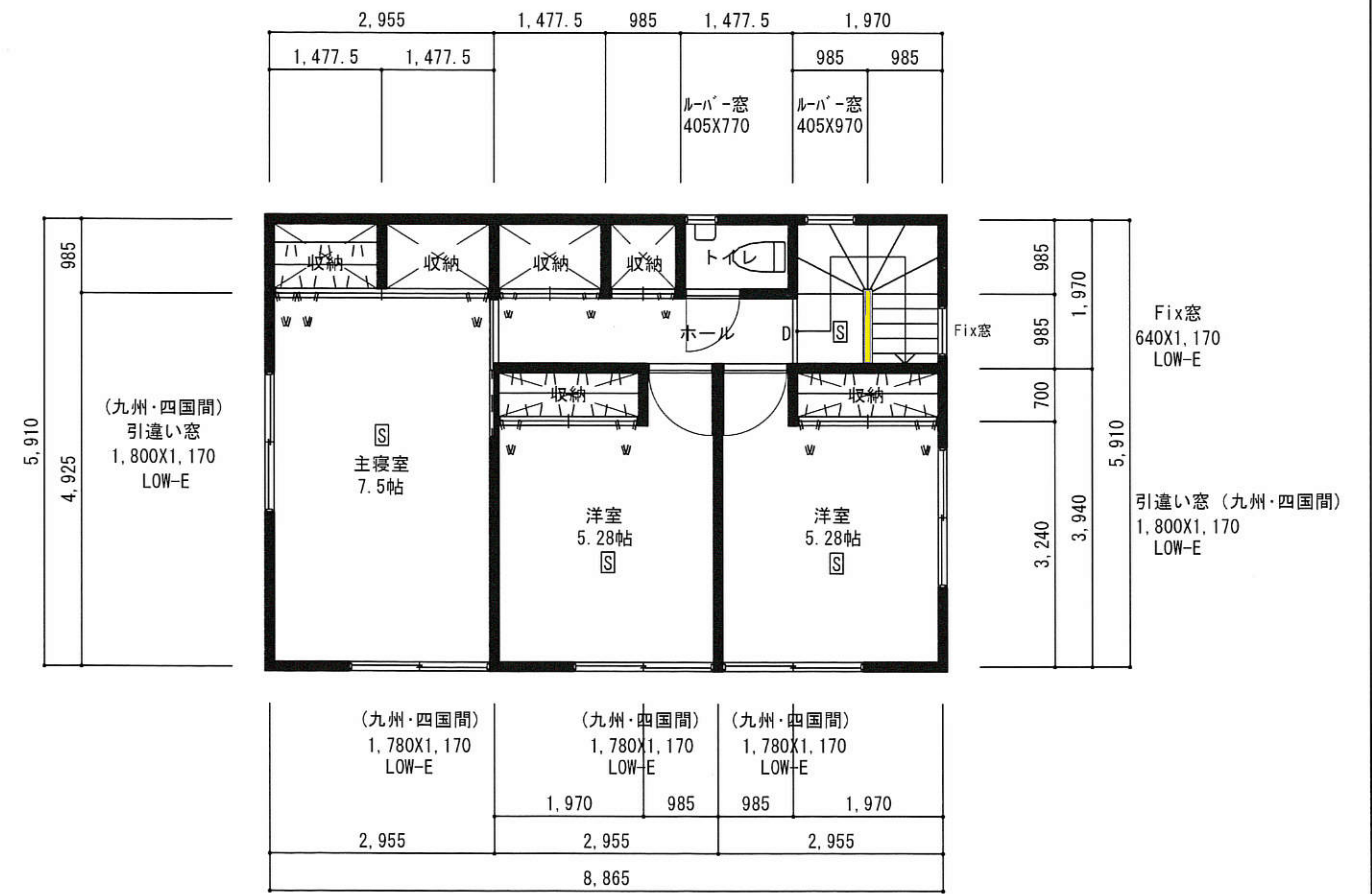 2,955
1,477.5
985
1,477.5
1,970
1,477.5
1,477.5
985
985
ルーバー窓
405X770
ルーバー窓
405X970
985
4,925
5,910
(九州・四国間)
引違い窓
1,800X1,170
LOW-E
収納
収納
収納
収納
トイレ
ホール
D
S
Fix窓
収納
収納
S
主寝室
7.5帖
洋室
5.28帖
S
洋室
5.28帖
S
985
985
1,970
700
3,240
3,940
5,910
Fix窓
640X1,170
LOW-E
引違い窓 (九州・四国間)
1,800X1,170
LOW-E
(九州・四国間)
1,780X1,170
LOW-E
(九州・四国間)
1,780X1,170
LOW-E
(九州・四国間)
1,780X1,170
LOW-E
1,970
985
985
1,970
2,955
2,955
2,955
8,865